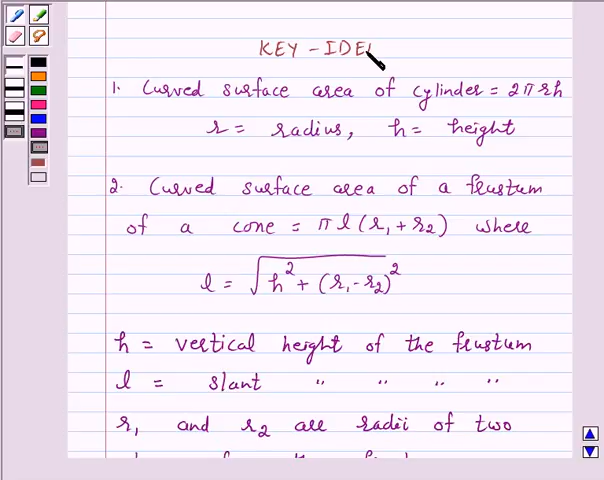 KEY - IDE
1. Curved surface area of cylinder = 2πrh
r = radius, h = height
2. Curved surface area of a frustum
of a cone = πl(r₁ + r₂) where
l = √h² + (r₁ - r₂)²
h = vertical height of the frustum
l = slant " " " "
r₁ and r₂ are radii of two